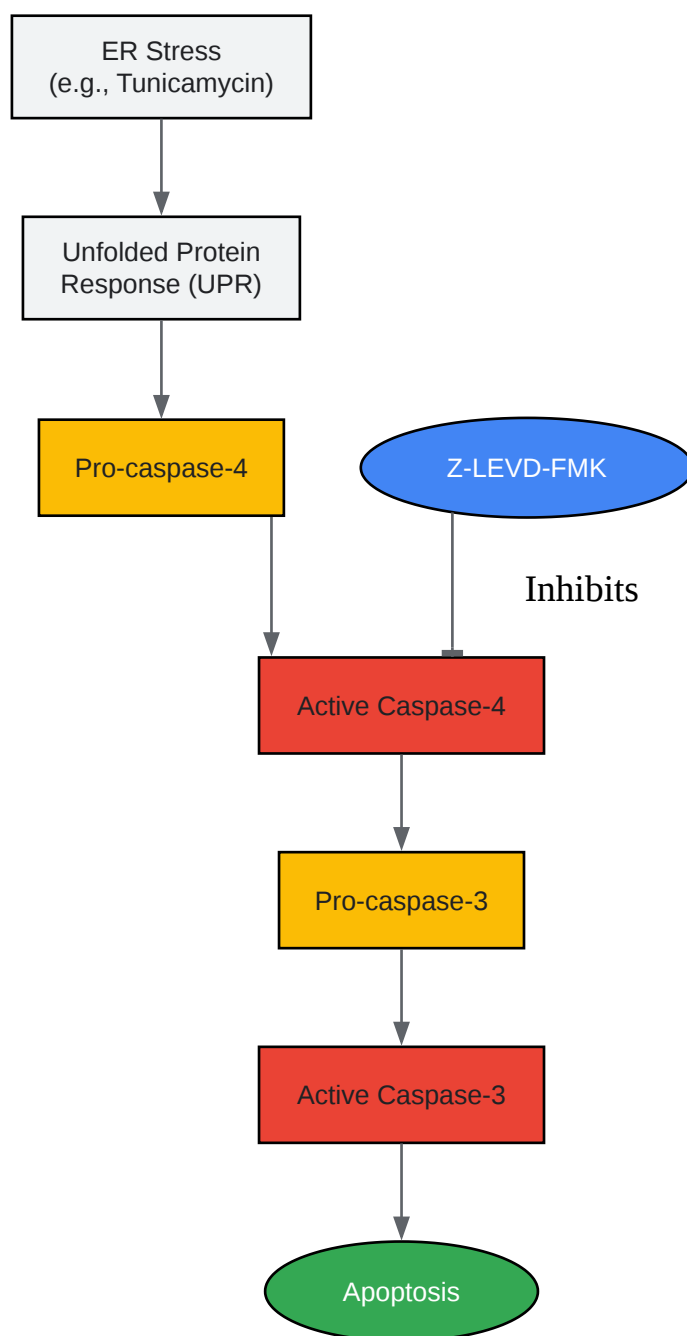 ER Stress
(e.g., Tunicamycin)
Unfolded Protein
Response (UPR)
Pro-caspase-4
Z-LEVD-FMK
Inhibits
Active Caspase-4
Pro-caspase-3
Active Caspase-3
Apoptosis